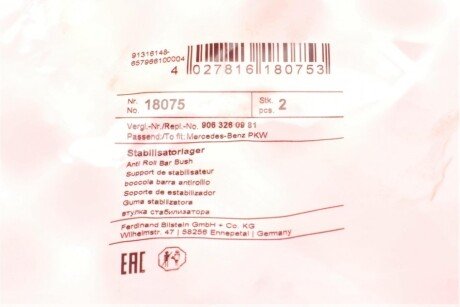 91316148-
657966100004
4 027816 180753
Nr. No. 18075 Stk. pos. 2
Vergl.-Nr./Repl.-No. 906 326 09 81
Passend./To fit: Mercedes-Benz PKW
Stabilisatorlager
Anti Roll Bar Bush
Support de stabilisateur
boccola barra antirollio
Soporte de estabilizador
Guma stabilizatora
втулка стабилизатора
Ferdinand Bilstein GmbH + Co. KG
Wilhelmstr. 47 | 58256 Ennepetal | Germany
EAC